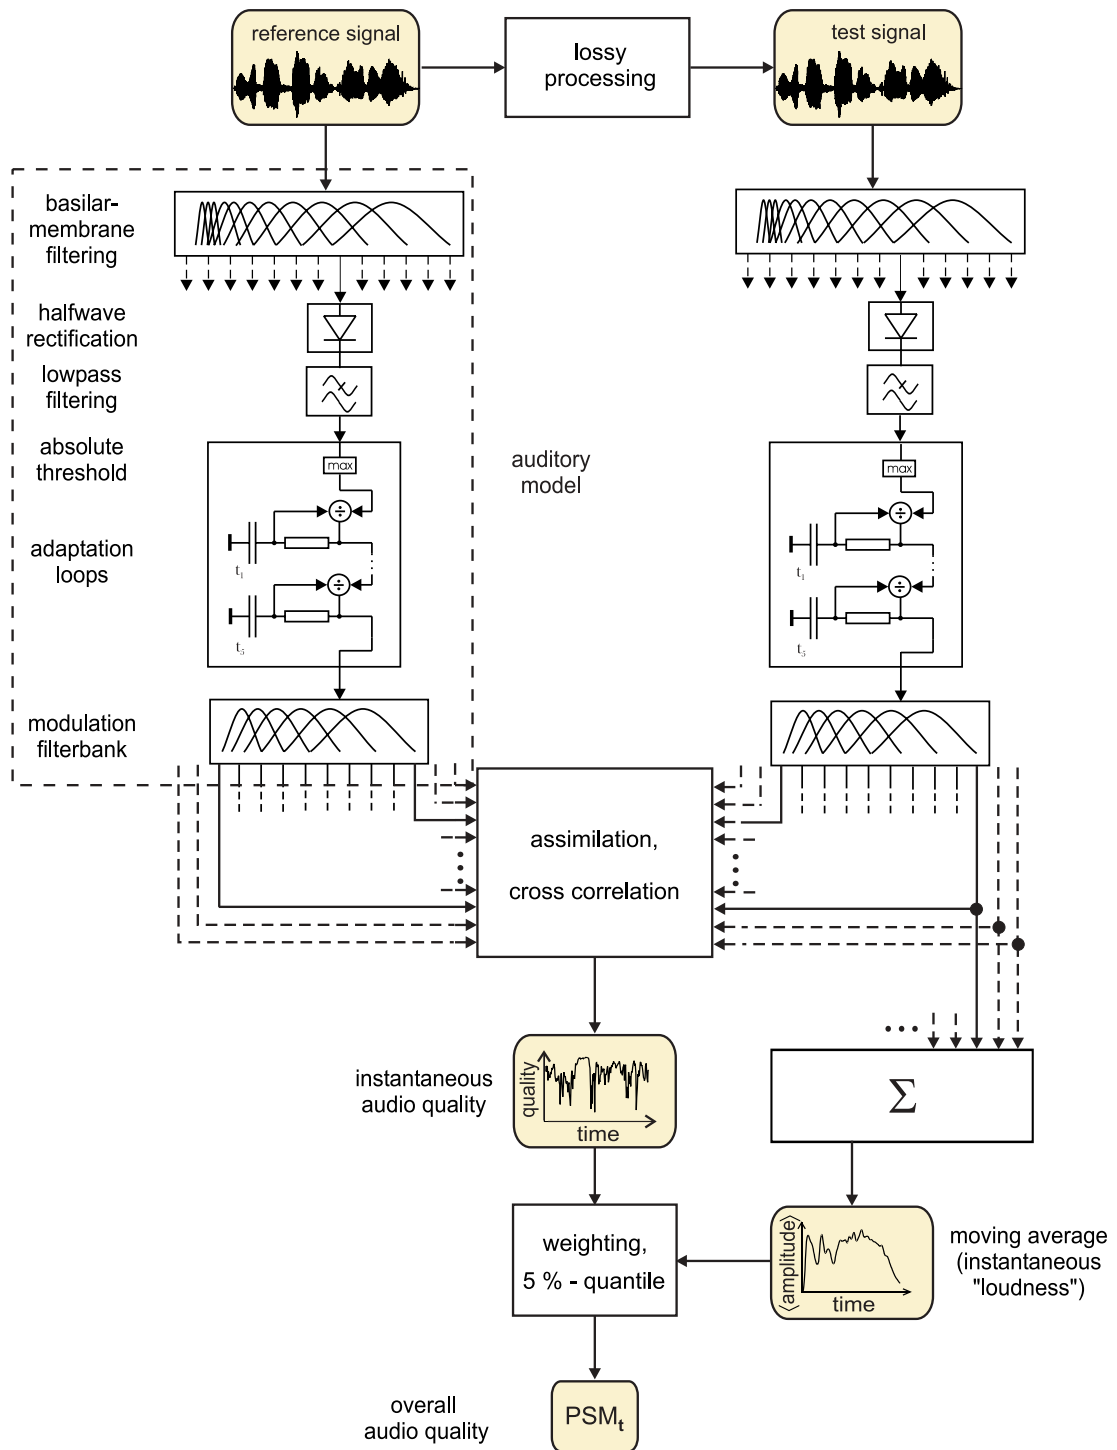 reference signal
lossy
processing
test signal
basilar-
membrane
filtering
halfwave
rectification
lowpass
filtering
absolute
threshold
max
max
auditory
model
÷
÷
adaptation
loops
t1
t1
÷
÷
t5
t5
modulation
filterbank
assimilation,
cross correlation
instantaneous
audio quality
quality
time
Σ
weighting,
5 % - quantile
⟨amplitude⟩
time
moving average
(instantaneous
"loudness")
overall
audio quality
PSMt